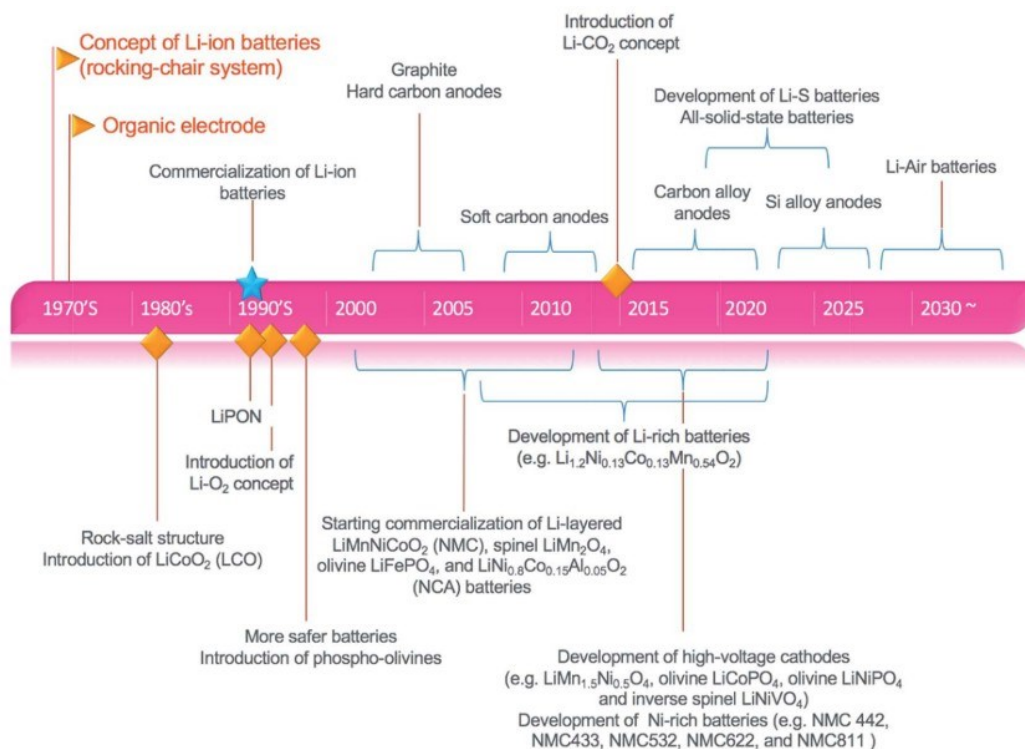 Concept of Li-ion batteries
(rocking-chair system)
Organic electrode
Commercialization of Li-ion
batteries
Graphite
Hard carbon anodes
Soft carbon anodes
Introduction of
Li-CO₂ concept
Development of Li-S batteries
All-solid-state batteries
Carbon alloy
anodes
Si alloy anodes
Li-Air batteries
1970'S
1980's
1990'S
2000
2005
2010
2015
2020
2025
2030 ~
LiPON
Introduction of
Li-O₂ concept
Rock-salt structure
Introduction of LiCoO₂ (LCO)
More safer batteries
Introduction of phospho-olivines
Starting commercialization of Li-layered
LiMnNiCoO₂ (NMC), spinel LiMn₂O₄,
olivine LiFePO₄, and LiNi₀.₈Co₀.₁₅Al₀.₀₅O₂
(NCA) batteries
Development of Li-rich batteries
(e.g. Li₁.₂Ni₀.₁₃Co₀.₁₃Mn₀.₅₄O₂)
Development of high-voltage cathodes
(e.g. LiMn₁.₅Ni₀.₅O₄, olivine LiCoPO₄, olivine LiNiPO₄
and inverse spinel LiNiVO₄)
Development of Ni-rich batteries (e.g. NMC 442,
NMC433, NMC532, NMC622, and NMC811 )